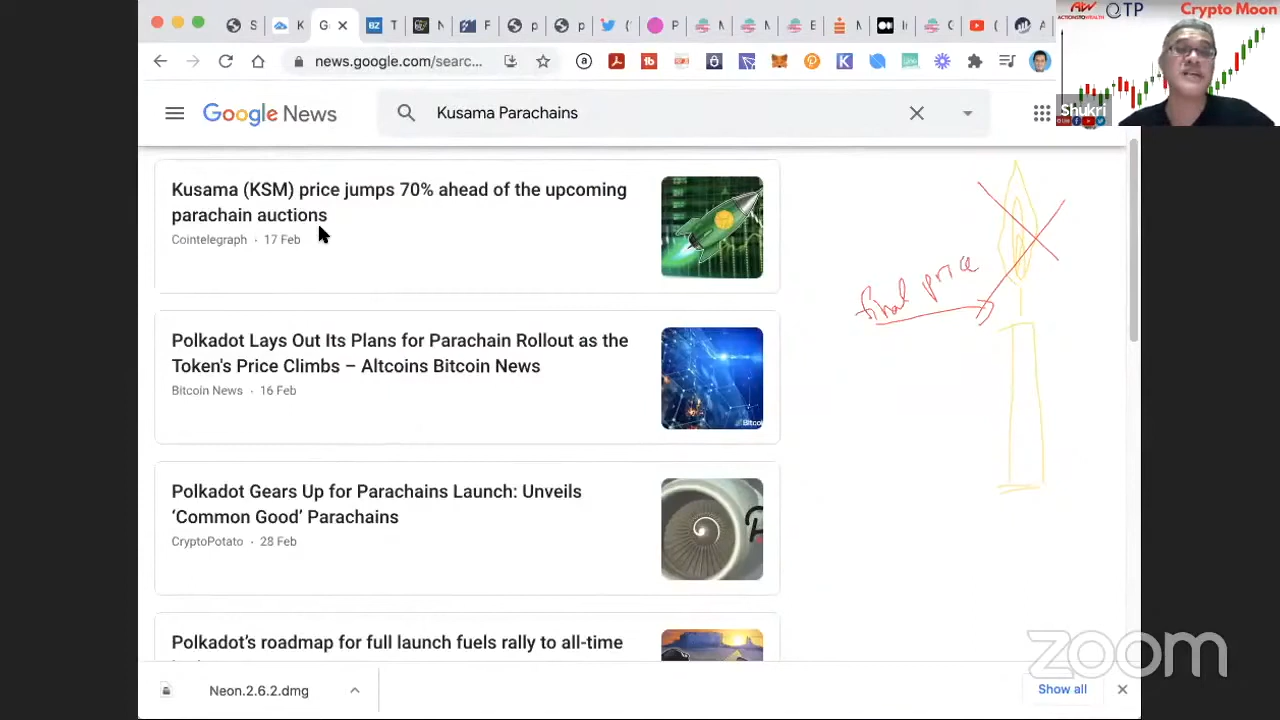 ACTIONSTOWEALTH
OTP
Crypto Moon
news.google.com/searc...
Google News
Kusama Parachains
Shukri
Kusama (KSM) price jumps 70% ahead of the upcoming
parachain auctions
Cointelegraph · 17 Feb
final price
Polkadot Lays Out Its Plans for Parachain Rollout as the
Token's Price Climbs – Altcoins Bitcoin News
Bitcoin News · 16 Feb
Polkadot Gears Up for Parachains Launch: Unveils
‘Common Good’ Parachains
CryptoPotato · 28 Feb
Polkadot’s roadmap for full launch fuels rally to all-time
zoom
Neon.2.6.2.dmg
Show all